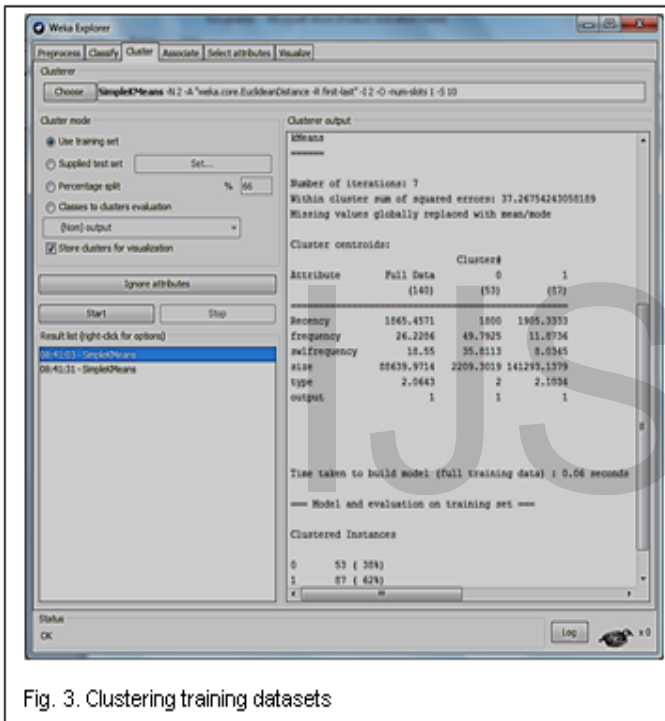 Weka Explorer
Preprocess Classify Cluster Associate Select attributes Visualize
Clusterer
Choose SimpleKMeans -N 2 -A "weka.core.EuclideanDistance -R first-last" -I 2 -O -num-slots 1 -S 10
Cluster mode
Use training set
Supplied test set Set...
Percentage split % 66
Classes to clusters evaluation
(Nom) output
Store clusters for visualization
Ignore attributes
Start Stop
Result list (right-click for options)
08:41:03 - SimpleKMeans
08:41:31 - SimpleKMeans
Clusterer output
kMeans
======
Number of iterations: 7
Within cluster sum of squared errors: 37.26754243058189
Missing values globally replaced with mean/mode
Cluster centroids:
Cluster#
Attribute Full Data 0 1
(140) (53) (87)
Recency 1865.4571 1800 1905.3333
frequency 26.2286 49.7925 11.8736
swlfrequency 18.55 35.8113 8.0345
size 88639.9714 2209.3019 141293.1379
type 2.0643 2 2.1034
output 1 1 1
Time taken to build model (full training data) : 0.06 seconds
=== Model and evaluation on training set ===
Clustered Instances
0 53 ( 38%)
1 87 ( 62%)
Status
OK
Log
x 0
IJS
Fig. 3. Clustering training datasets